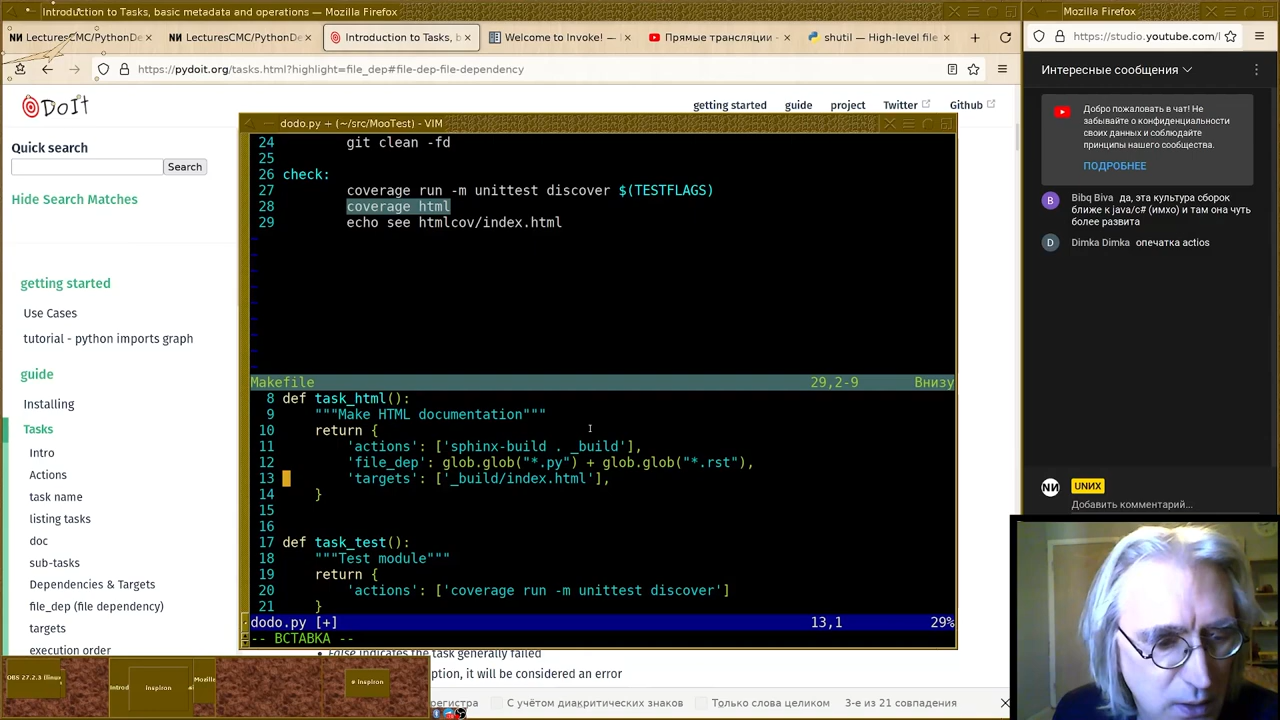 Introduction to Tasks, basic metadata and operations — Mozilla Firefox
Mozilla Firefox
LecturesCMC/PythonDe
LecturesCMC/PythonDe
Introduction to Tasks, b
Welcome to Invoke! —
Прямые трансляции -
shutil — High-level file
https://pydoit.org/tasks.html?highlight=file_dep#file-dep-file-dependency
https://studio.youtube.com/l
DoIt
getting started
guide
project
Twitter
Github
Quick search
Search
Hide Search Matches
getting started
Use Cases
tutorial - python imports graph
guide
Installing
Tasks
Intro
Actions
task name
listing tasks
doc
sub-tasks
Dependencies & Targets
file_dep (file dependency)
targets
execution order
dodo.py + (~/src/MooTest) - VIM
24 git clean -fd
25
26 check:
27 coverage run -m unittest discover $(TESTFLAGS)
28 coverage html
29 echo see htmlcov/index.html
Makefile 29,2-9 Внизу
8 def task_html():
9 """Make HTML documentation"""
10 return {
11 'actions': ['sphinx-build . _build'],
12 'file_dep': glob.glob("*.py") + glob.glob("*.rst"),
13 'targets': ['_build/index.html'],
14 }
15
16
17 def task_test():
18 """Test module"""
19 return {
20 'actions': ['coverage run -m unittest discover']
21 }
dodo.py [+] 13,1 29%
-- ВСТАВКА --
False indicates the task generally failed
ption, it will be considered an error
регистра
С учётом диакритических знаков
Только слова целиком
3-е из 21 совпадения
Интересные сообщения
Добро пожаловать в чат! Не
забывайте о конфиденциальности
своих данных и соблюдайте
принципы нашего сообщества.
ПОДРОБНЕЕ
B
Bibq Biva да, эта культура сборок
ближе к java/c# (имхо) и там она чуть
более развита
D
Dimka Dimka опечатка actios
UNИX
Добавить комментарий...
OBS 27.2.3 (linux
Introd
Inspiron
Mozilla
# Inspiron